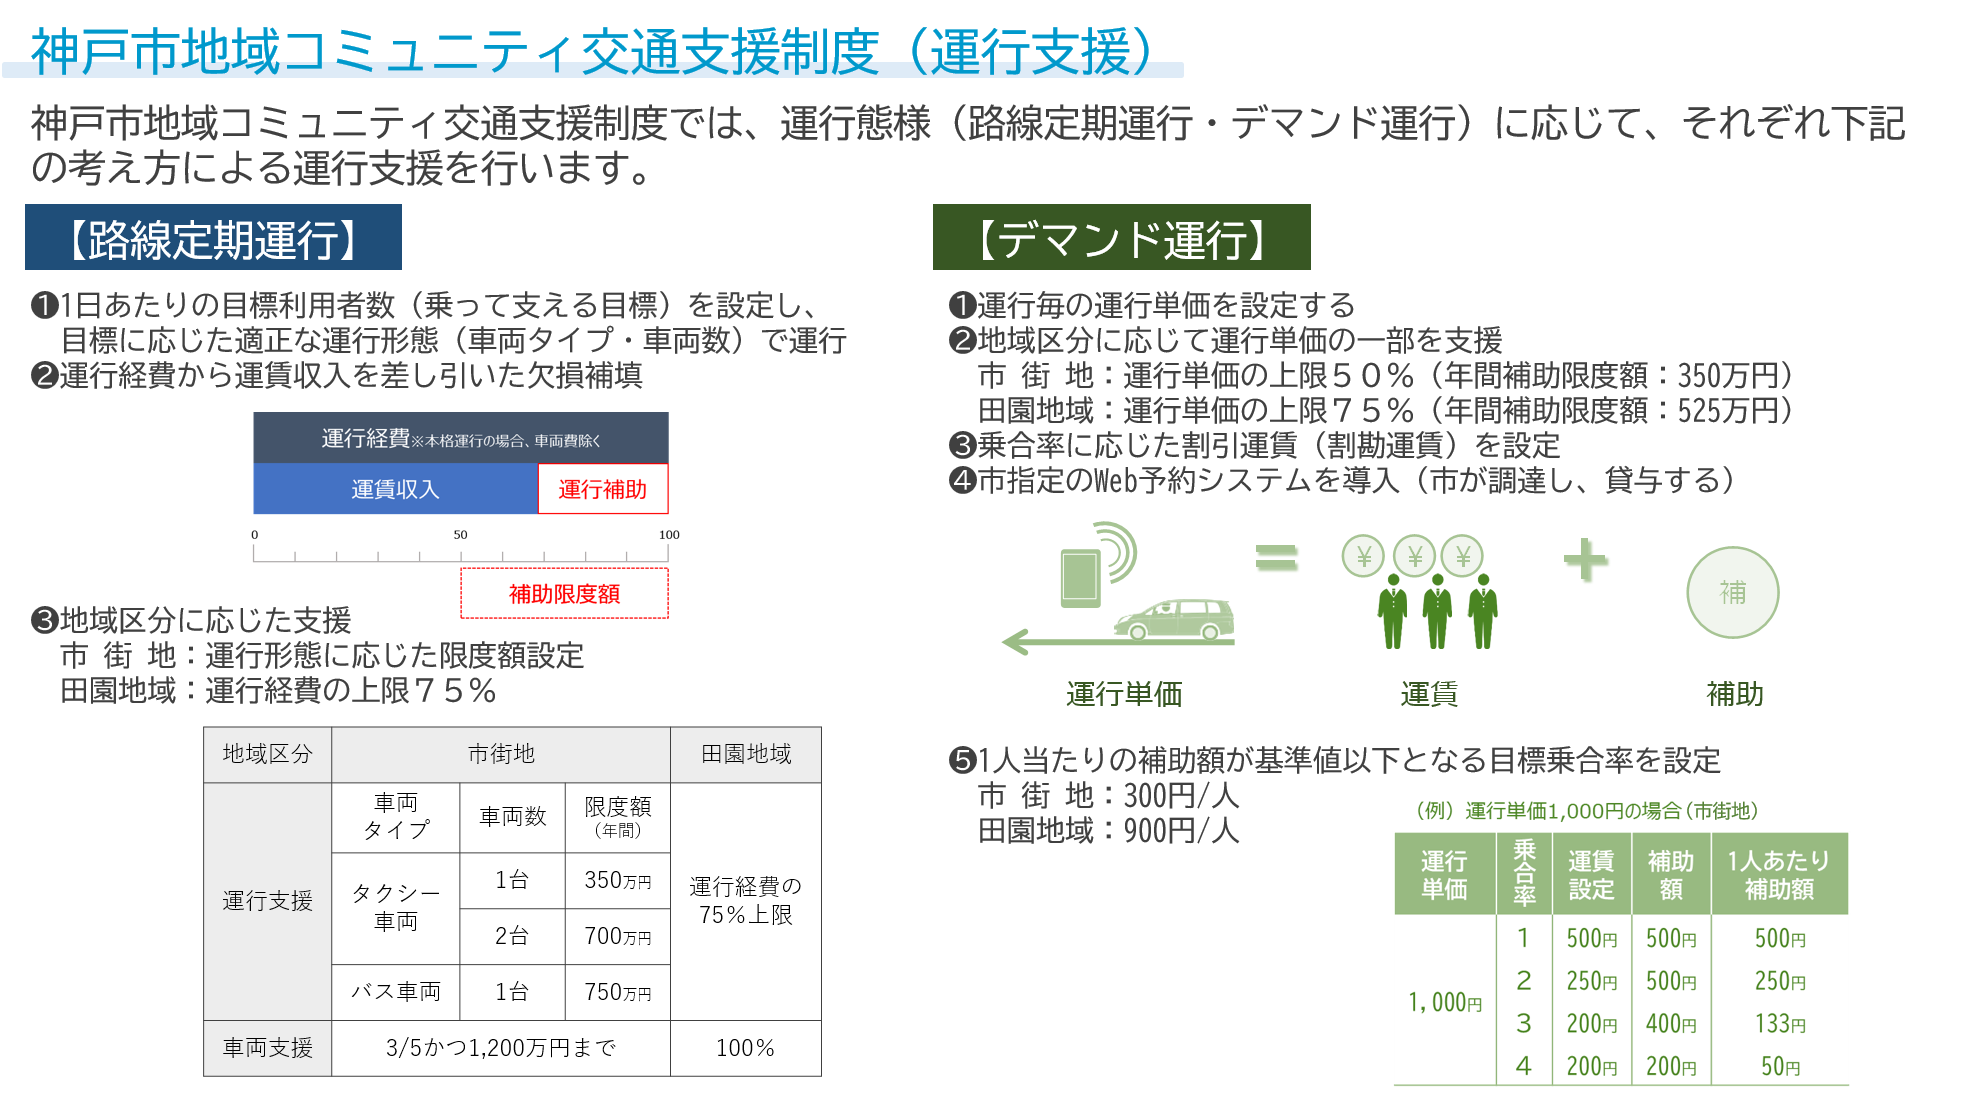 神戸市地域コミュニティ交通支援制度（運行支援）
神戸市地域コミュニティ交通支援制度では、運行態様（路線定期運行・デマンド運行）に応じて、それぞれ下記
の考え方による運行支援を行います。
【路線定期運行】
❶1日あたりの目標利用者数（乗って支える目標）を設定し、
目標に応じた適正な運行形態（車両タイプ・車両数）で運行
❷運行経費から運賃収入を差し引いた欠損補填
運行経費※本格運行の場合、車両費除く
運賃収入
運行補助
0 50 100
補助限度額
❸地域区分に応じた支援
市 街 地：運行形態に応じた限度額設定
田園地域：運行経費の上限７５％
地域区分 市街地 田園地域
運行支援
車両
タイプ
車両数
限度額
（年間）
タクシー
車両
1台 350万円
2台 700万円
バス車両 1台 750万円
運行経費の
75%上限
車両支援 3/5かつ1,200万円まで 100%
【デマンド運行】
❶運行毎の運行単価を設定する
❷地域区分に応じて運行単価の一部を支援
市 街 地：運行単価の上限５０％（年間補助限度額：350万円）
田園地域：運行単価の上限７５％（年間補助限度額：525万円）
❸乗合率に応じた割引運賃（割勘運賃）を設定
❹市指定のWeb予約システムを導入（市が調達し、貸与する）
=
¥ ¥ ¥
+
補
運行単価 運賃 補助
❺1人当たりの補助額が基準値以下となる目標乗合率を設定
市 街 地：300円/人
田園地域：900円/人
（例）運行単価1,000円の場合（市街地）
運行
単価
乗
合
率
運賃
設定
補助
額
1人あたり
補助額
1,000円
1 500円 500円 500円
2 250円 500円 250円
3 200円 400円 133円
4 200円 200円 50円